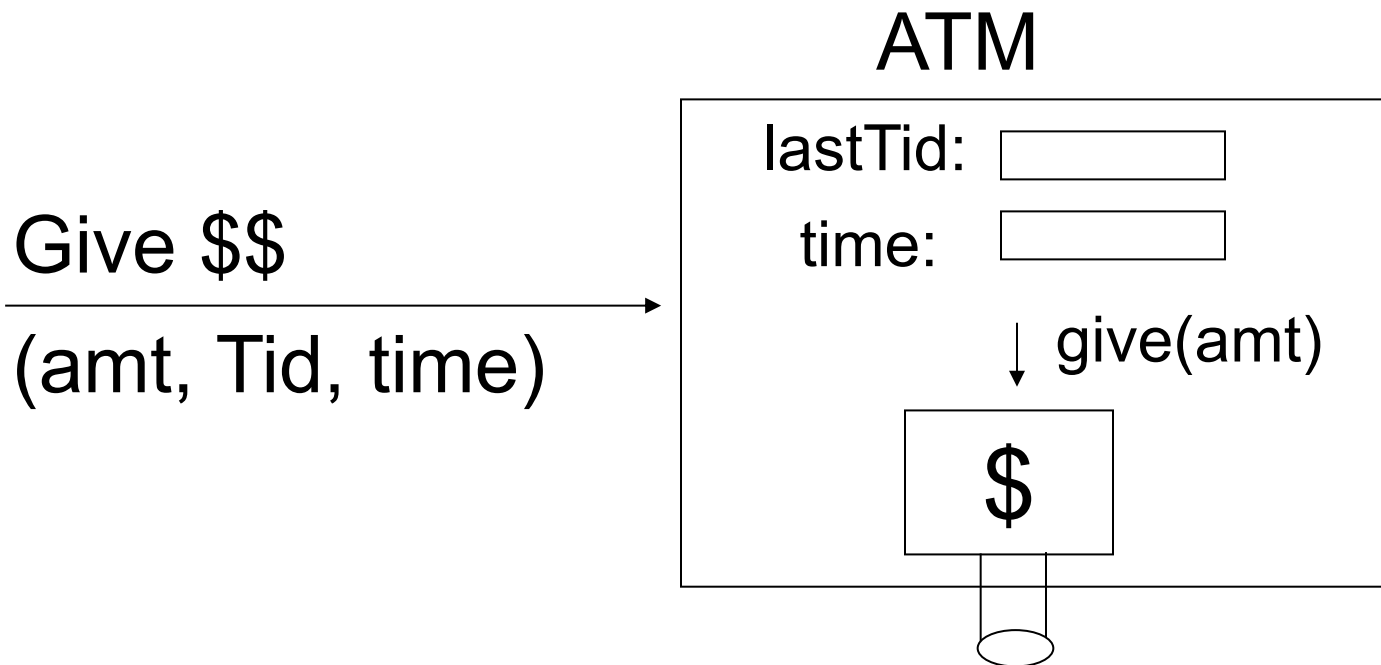 ATM
lastTid:
time:
Give $$
(amt, Tid, time)
give(amt)
$